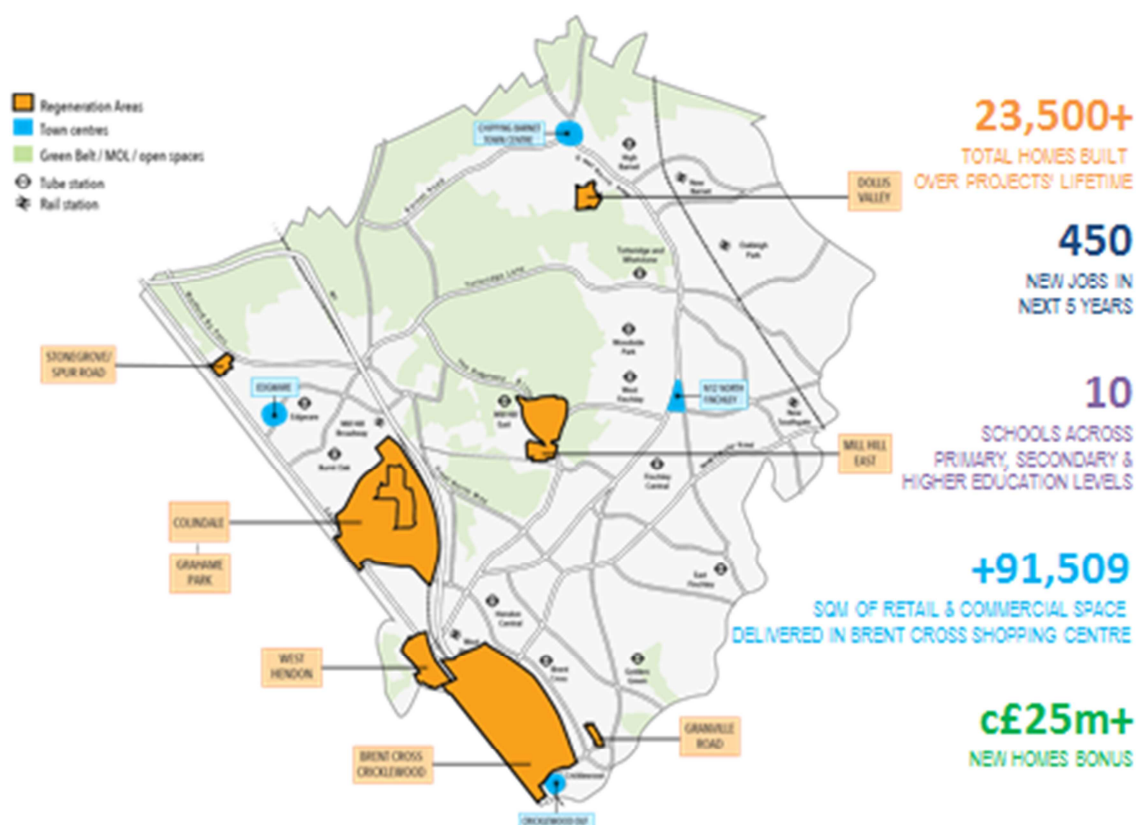 Regeneration Areas
Town centres
Green Belt / MOL / open spaces
Tube station
Rail station
CHIPPING BARNET
TOWN CENTRE
High
Barnet
New
Barnet
DOLLIS
VALLEY
Oakleigh
Park
Totteridge and
Whetstone
Totteridge Lane
STONEGROVE/
SPUR ROAD
EDGWARE
Edgware
Mill Hill
Broadway
Burnt Oak
Mill Hill
East
Woodside
Park
West
Finchley
N12 NORTH
FINCHLEY
New
Southgate
MILL HILL
EAST
Finchley
Central
COLINDALE
GRAHAME
PARK
East
Finchley
Hendon
Central
WEST
HENDON
Brent
Cross
Golders
Green
GRANVILLE
ROAD
BRENT CROSS
CRICKLEWOOD
Cricklewood
23,500+
TOTAL HOMES BUILT
OVER PROJECTS' LIFETIME
450
NEW JOBS IN
NEXT 5 YEARS
10
SCHOOLS ACROSS
PRIMARY, SECONDARY &
HIGHER EDUCATION LEVELS
+91,509
SQM OF RETAIL & COMMERCIAL SPACE
DELIVERED IN BRENT CROSS SHOPPING CENTRE
c£25m+
NEW HOMES BONUS